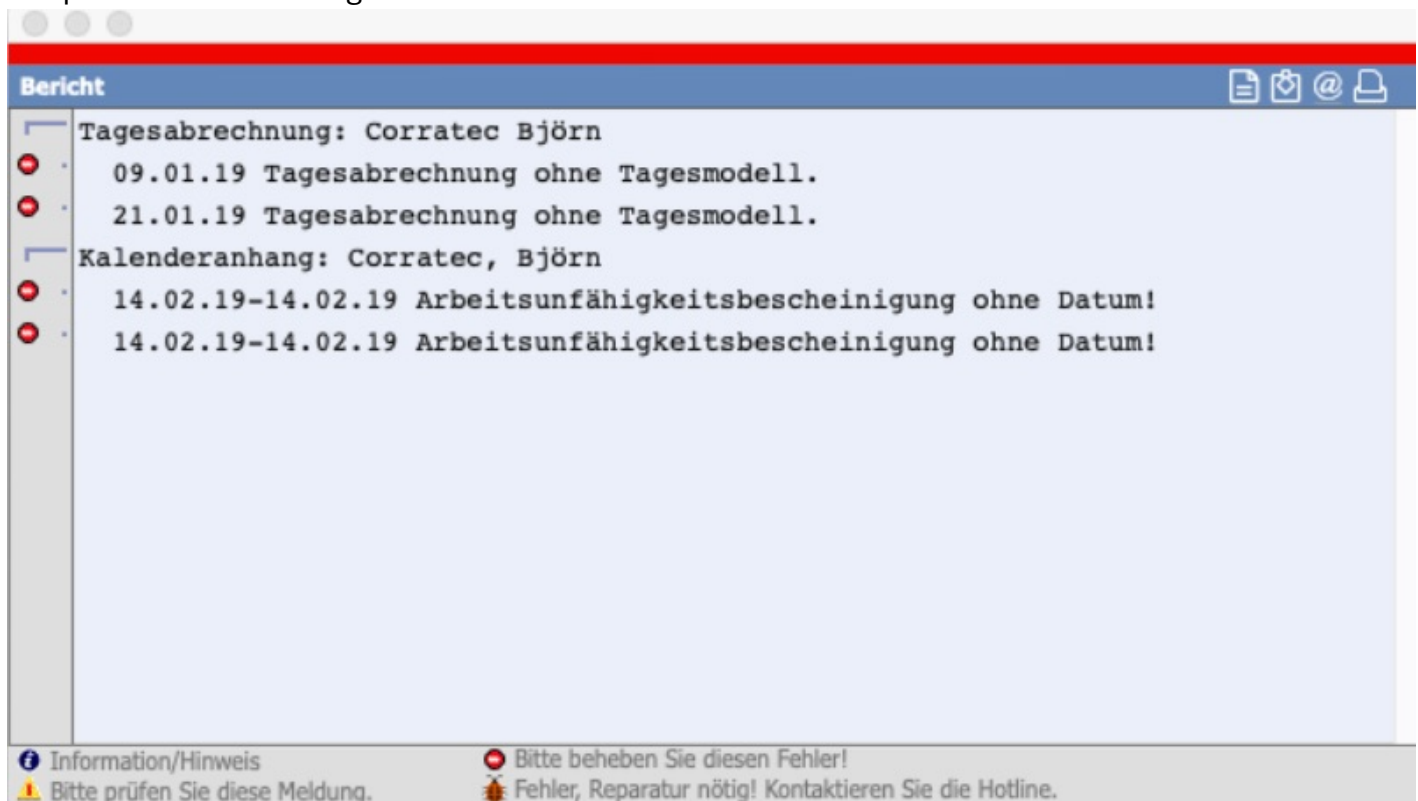 Bericht
Tagesabrechnung: Corratec Björn
09.01.19 Tagesabrechnung ohne Tagesmodell.
21.01.19 Tagesabrechnung ohne Tagesmodell.
Kalenderanhang: Corratec, Björn
14.02.19-14.02.19 Arbeitsunfähigkeitsbescheinigung ohne Datum!
14.02.19-14.02.19 Arbeitsunfähigkeitsbescheinigung ohne Datum!
Information/Hinweis
Bitte beheben Sie diesen Fehler!
Bitte prüfen Sie diese Meldung.
Fehler, Reparatur nötig! Kontaktieren Sie die Hotline.